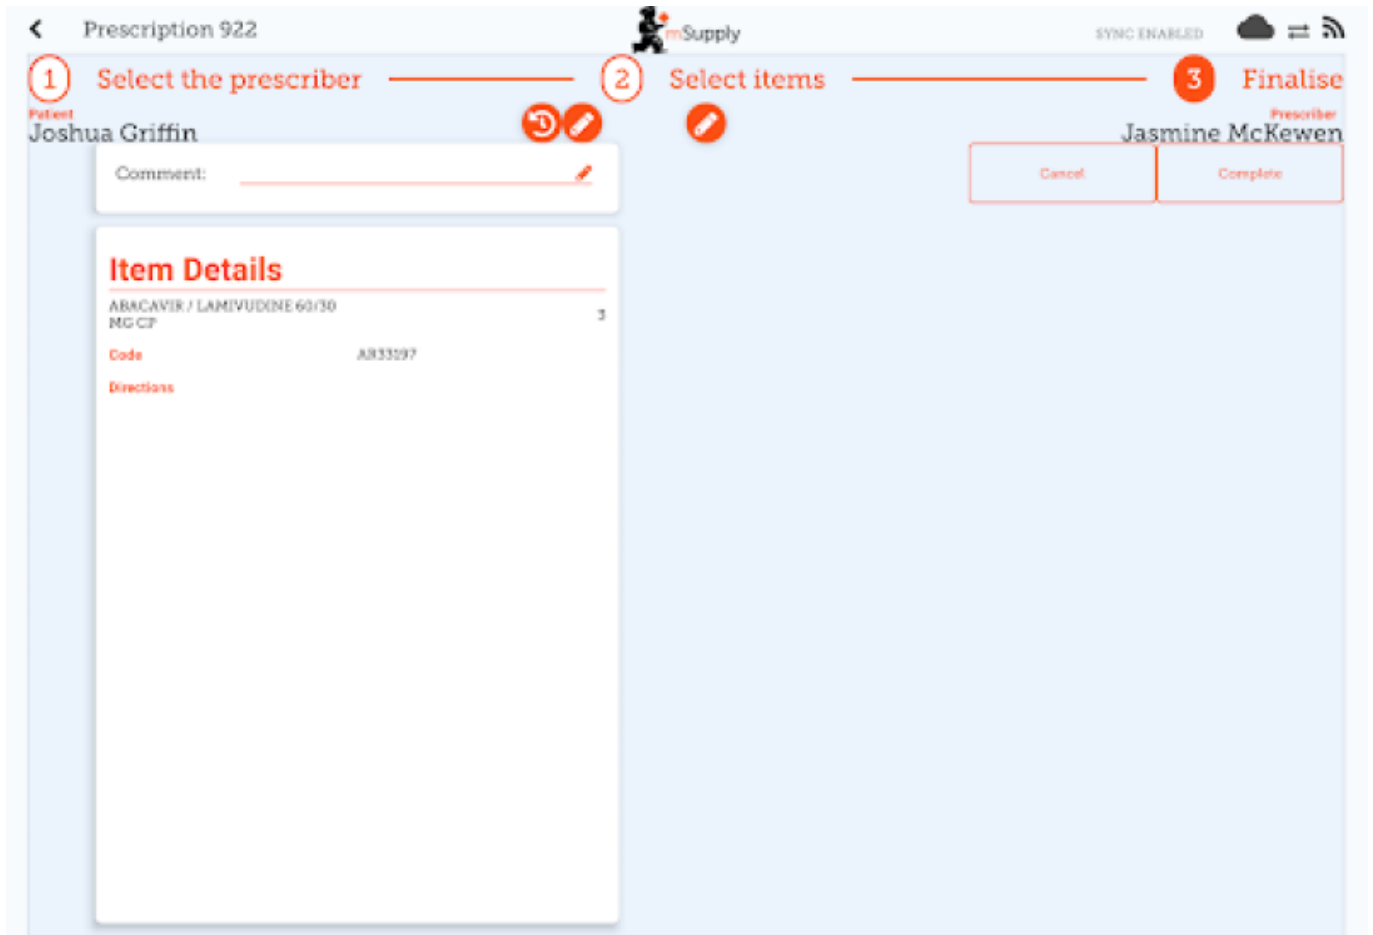 Prescription 922
mSupply
SYNC ENABLED
1 Select the prescriber
2 Select items
3 Finalise
Patient
Joshua Griffin
Prescriber
Jasmine McKewen
Comment:
Cancel
Complete
Item Details
ABACAVIR / LAMIVUDINE 60/30
MG CP
3
Code
AR33197
Directions